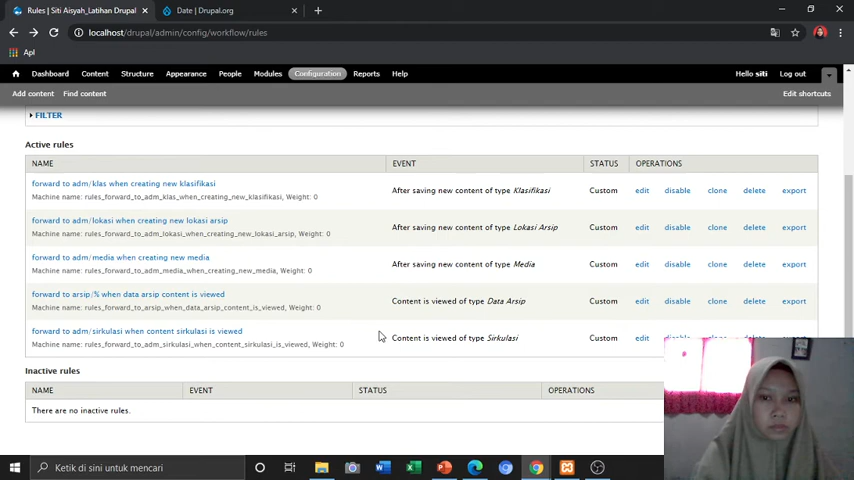 Rules | Siti Aisyah_Latihan Drupal
Date | Drupal.org
localhost/drupal/admin/config/workflow/rules
Apl
Dashboard Content Structure Appearance People Modules Configuration Reports Help
Hello siti Log out
Add content Find content
Edit shortcuts
FILTER
Active rules
NAME EVENT STATUS OPERATIONS
forward to adm/klas when creating new klasifikasi
Machine name: rules_forward_to_adm_klas_when_creating_new_klasifikasi, Weight: 0
After saving new content of type Klasifikasi Custom edit disable clone delete export
forward to adm/lokasi when creating new lokasi arsip
Machine name: rules_forward_to_adm_lokasi_when_creating_new_lokasi_arsip, Weight: 0
After saving new content of type Lokasi Arsip Custom edit disable clone delete export
forward to adm/media when creating new media
Machine name: rules_forward_to_adm_media_when_creating_new_media, Weight: 0
After saving new content of type Media Custom edit disable clone delete export
forward to arsip/% when data arsip content is viewed
Machine name: rules_forward_to_arsip_when_data_arsip_content_is_viewed, Weight: 0
Content is viewed of type Data Arsip Custom edit disable clone delete export
forward to adm/sirkulasi when content sirkulasi is viewed
Machine name: rules_forward_to_adm_sirkulasi_when_content_sirkulasi_is_viewed, Weight: 0
Content is viewed of type Sirkulasi Custom edit disable clone delete export
Inactive rules
NAME EVENT STATUS OPERATIONS
There are no inactive rules.
Ketik di sini untuk mencari